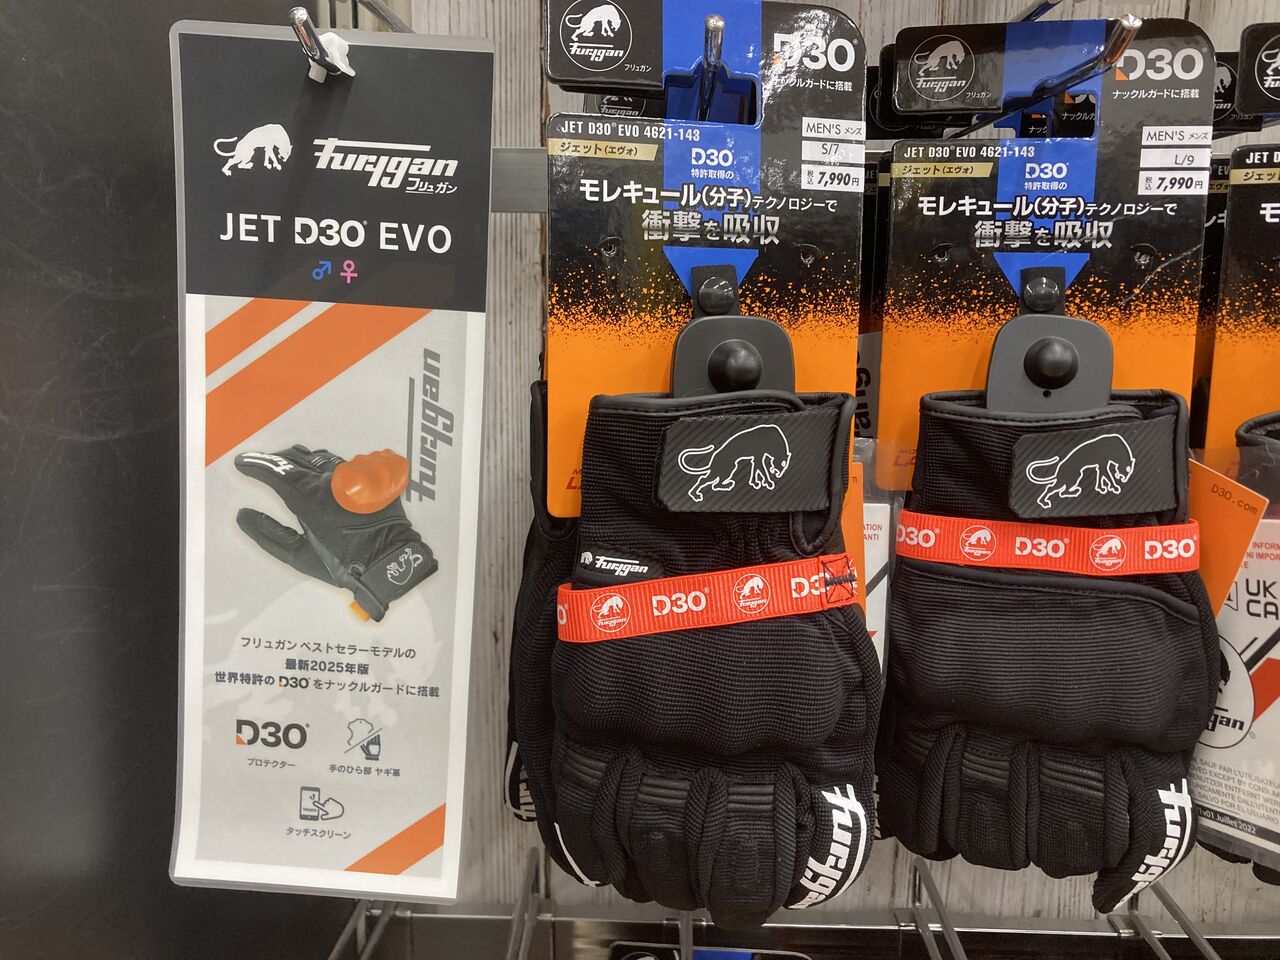 Furygan
フリュガン
JET D3O® EVO
♂♀
Furygan
Furygan
フリュガン ベストセラーモデルの
最新2025年版
世界特許の D3O® をナックルガードに搭載
D3O®
プロテクター
手のひら部 ヤギ革
タッチスクリーン
Furygan
フリュガン
D3O
ナックルガードに搭載
JET D3O® EVO 4621-143
ジェット(エヴォ)
MEN'S メンズ
S/7
税込 7,990円
D3O
特許取得の
モレキュール(分子)テクノロジーで
衝撃を吸収
Furygan
D3O®
Furygan
D3O
Furygan
Furygan
フリュガン
D3O
ナックルガードに搭載
JET D3O® EVO 4621-143
ジェット(エヴォ)
MEN'S メンズ
L/9
税込 7,990円
D3O
特許取得の
モレキュール(分子)テクノロジーで
衝撃を吸収
D3O®
D3O®
D3O®
Furygan
D3O.com
UK
CA
01 Juillet 2022